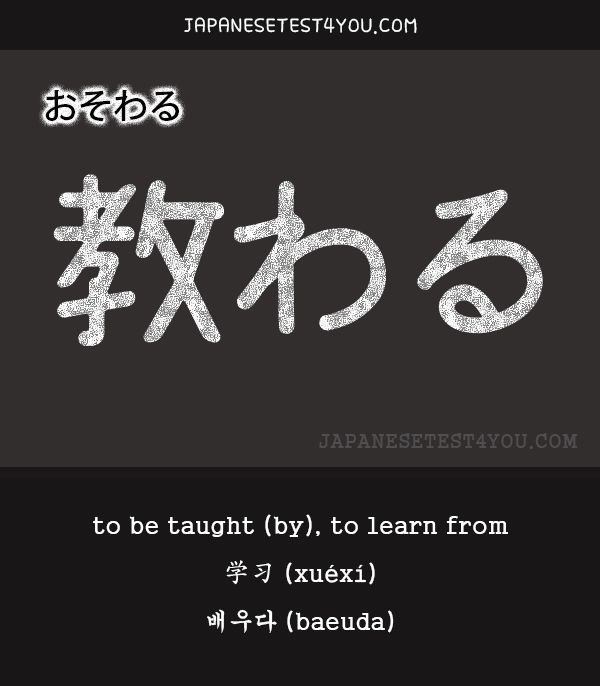 JAPANESETEST4YOU.COM
おそわる
教わる
JAPANESETEST4YOU.COM
to be taught (by), to learn from
学习 (xuéxí)
배우다 (baeuda)